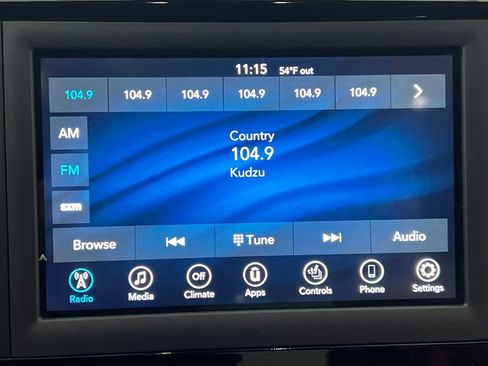 11:15 54°F out
104.9 104.9 104.9 104.9 104.9 104.9
AM
Country
104.9
FM
Kudzu
sxm
Browse Tune Audio
Radio Media Off Climate Apps Controls Phone Settings